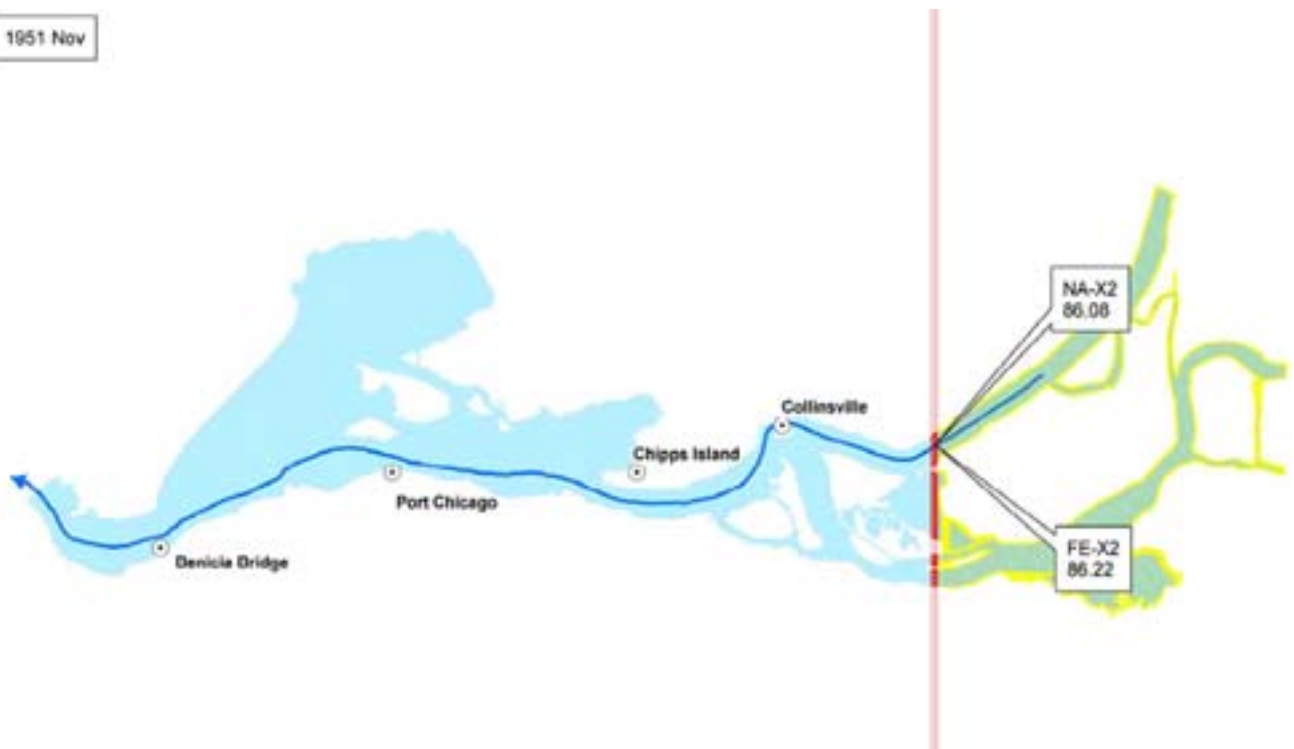 1951 Nov
NA-X2
86.08
Collinsville
Chipps Island
Port Chicago
FE-X2
86.22
Benicia Bridge